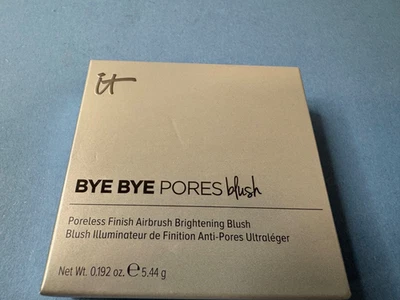 it
BYE BYE PORES blush
Poreless Finish Airbrush Brightening Blush
Blush Illuminateur de Finition Anti-Pores Ultraléger
Net Wt. 0.192 oz. ℮ 5.44 g